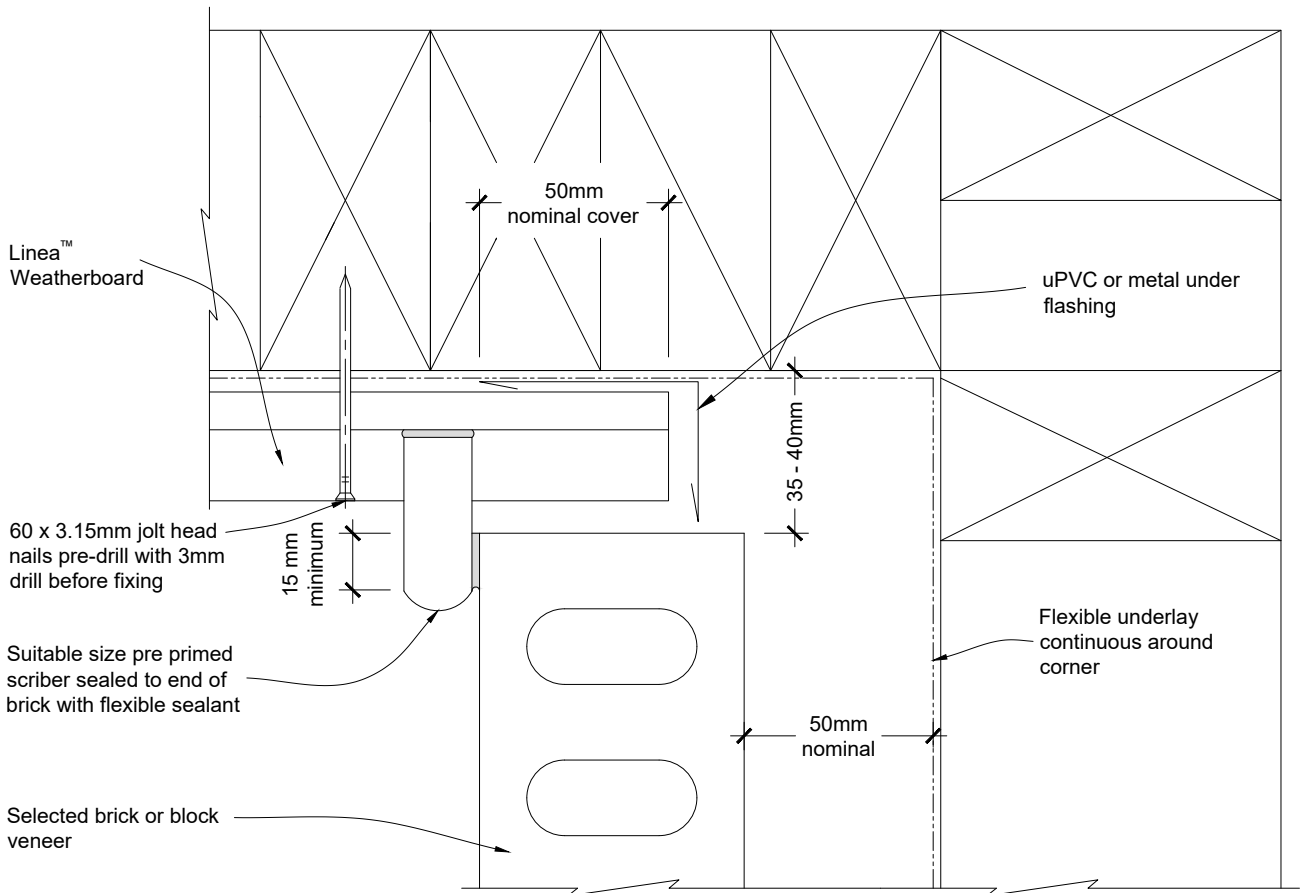 50mm
nominal cover
Linea™
Weatherboard
uPVC or metal under
flashing
35 - 40mm
60 x 3.15mm jolt head
nails pre-drill with 3mm
drill before fixing
15 mm
minimum
Suitable size pre primed
scriber sealed to end of
brick with flexible sealant
Flexible underlay
continuous around
corner
50mm
nominal
Selected brick or block
veneer